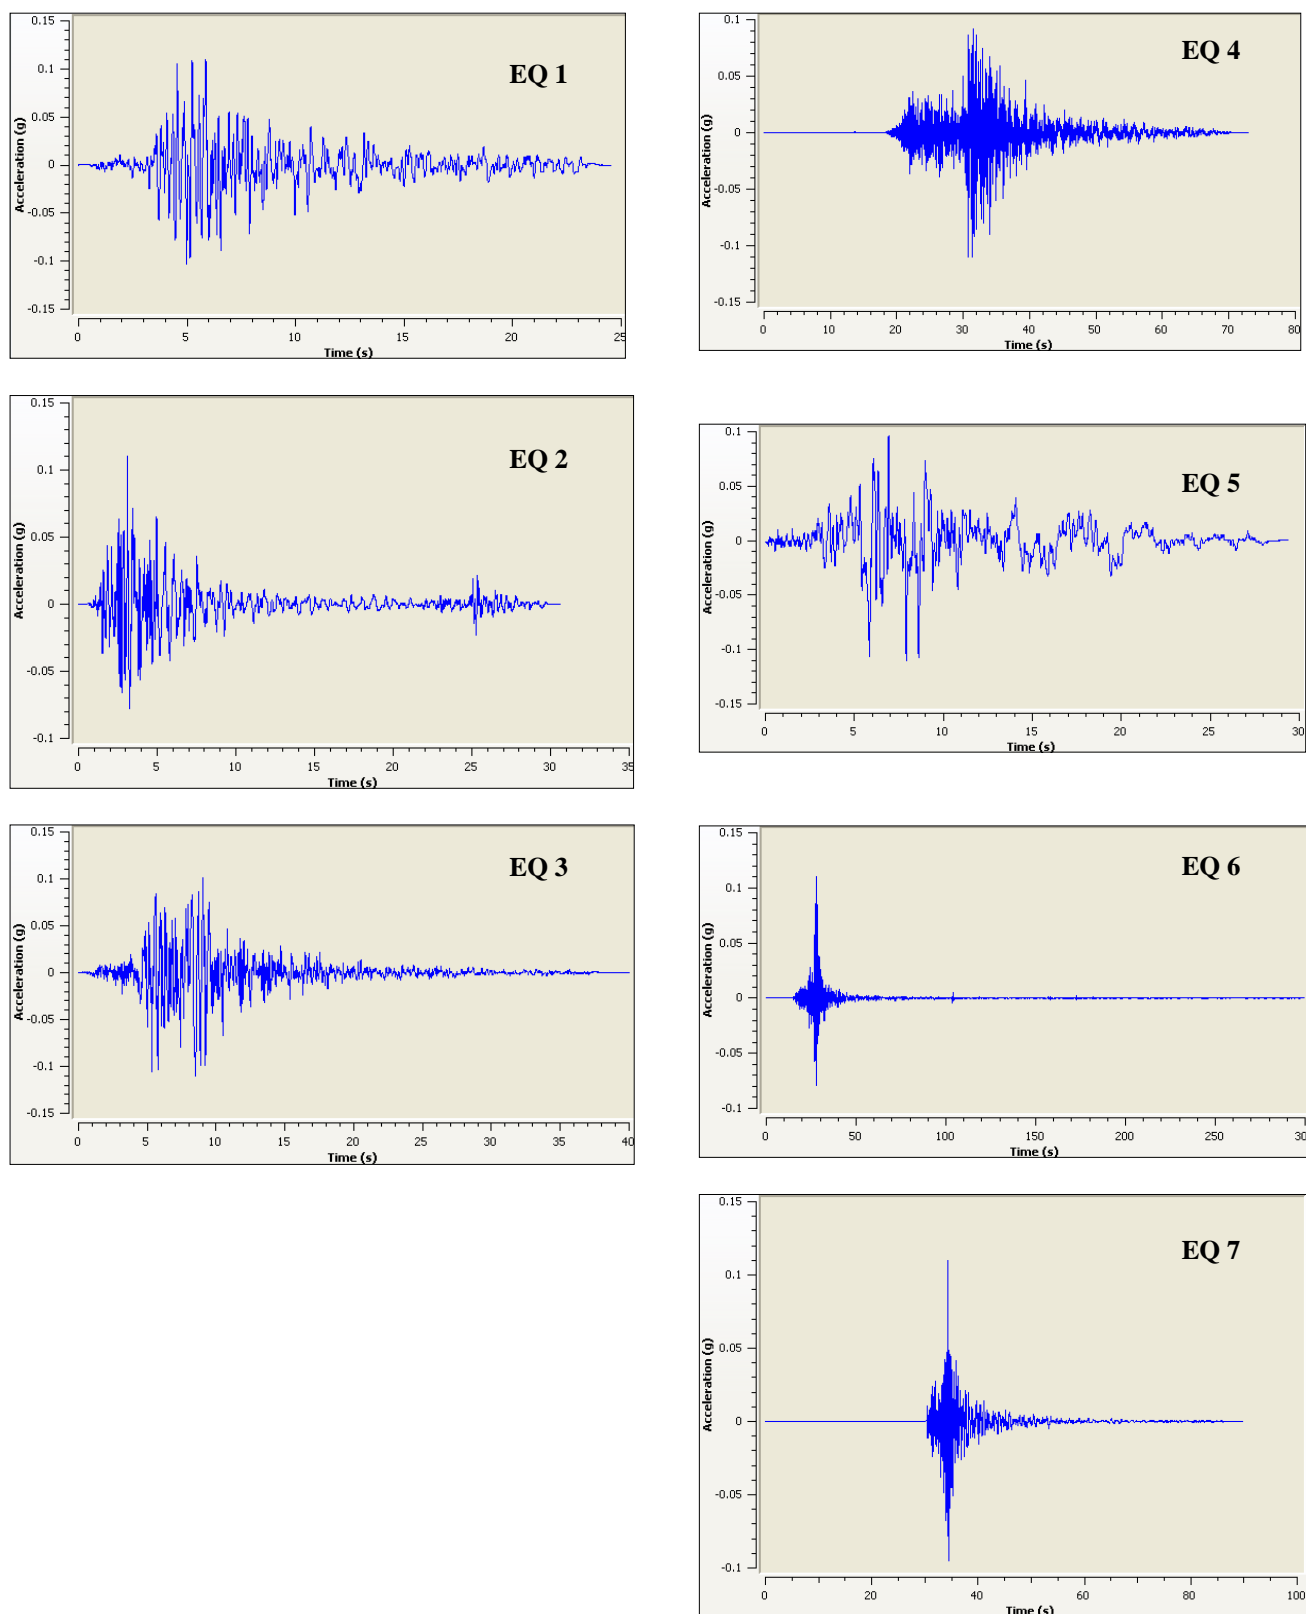 EQ 1
0.15
0.1
0.05
0
-0.05
-0.1
-0.15
Acceleration (g)
0 5 10 15 20 25
Time (s)
EQ 2
0.15
0.1
0.05
0
-0.05
-0.1
Acceleration (g)
0 5 10 15 20 25 30 35
Time (s)
EQ 3
0.15
0.1
0.05
0
-0.05
-0.1
-0.15
Acceleration (g)
0 5 10 15 20 25 30 35 40
Time (s)
EQ 4
0.1
0.05
0
-0.05
-0.1
-0.15
Acceleration (g)
0 10 20 30 40 50 60 70 80
Time (s)
EQ 5
0.1
0.05
0
-0.05
-0.1
-0.15
Acceleration (g)
0 5 10 15 20 25 30
Time (s)
EQ 6
0.15
0.1
0.05
0
-0.05
-0.1
Acceleration (g)
0 50 100 150 200 250 30
Time (s)
EQ 7
0.15
0.1
0.05
0
-0.05
-0.1
Acceleration (g)
0 20 40 60 80 100
Time (s)